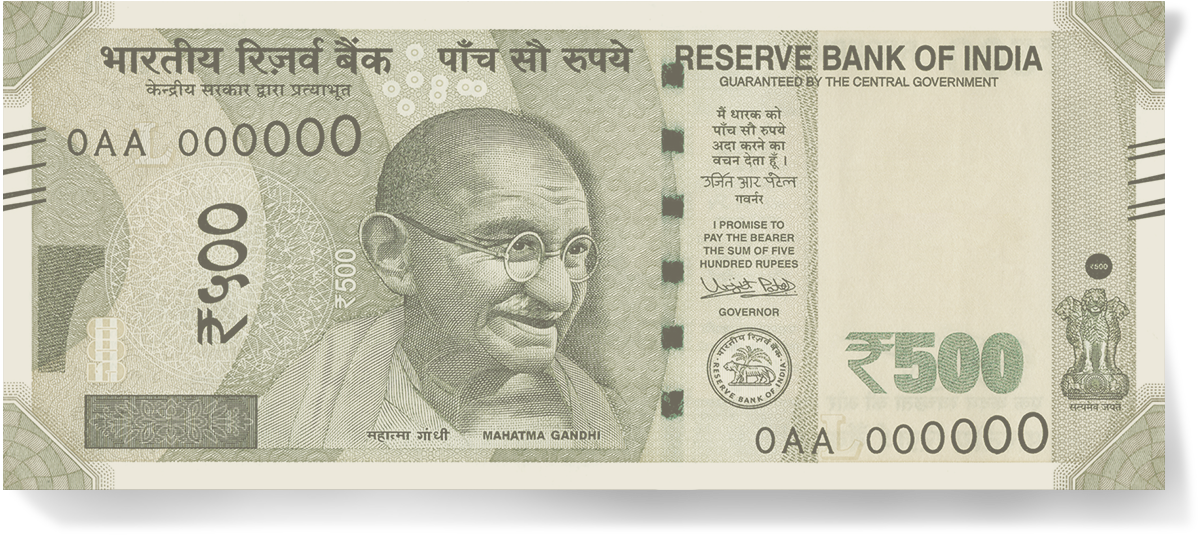 भारतीय रिज़र्व बैंक
केन्द्रीय सरकार द्वारा प्रत्याभूत
पाँच सौ रुपये
RESERVE BANK OF INDIA
GUARANTEED BY THE CENTRAL GOVERNMENT
0AA 000000
L
₹५००
₹500
मैं धारक को
पाँच सौ रुपये
अदा करने का
वचन देता हूँ ।
उर्जित आर पटेल
गवर्नर
I PROMISE TO
PAY THE BEARER
THE SUM OF FIVE
HUNDRED RUPEES
Urjit Patel
GOVERNOR
भारतीय रिज़र्व बैंक
RESERVE BANK OF INDIA
₹500
₹500
सत्यमेव जयते
महात्मा गांधी
MAHATMA GANDHI
L
0AA 000000